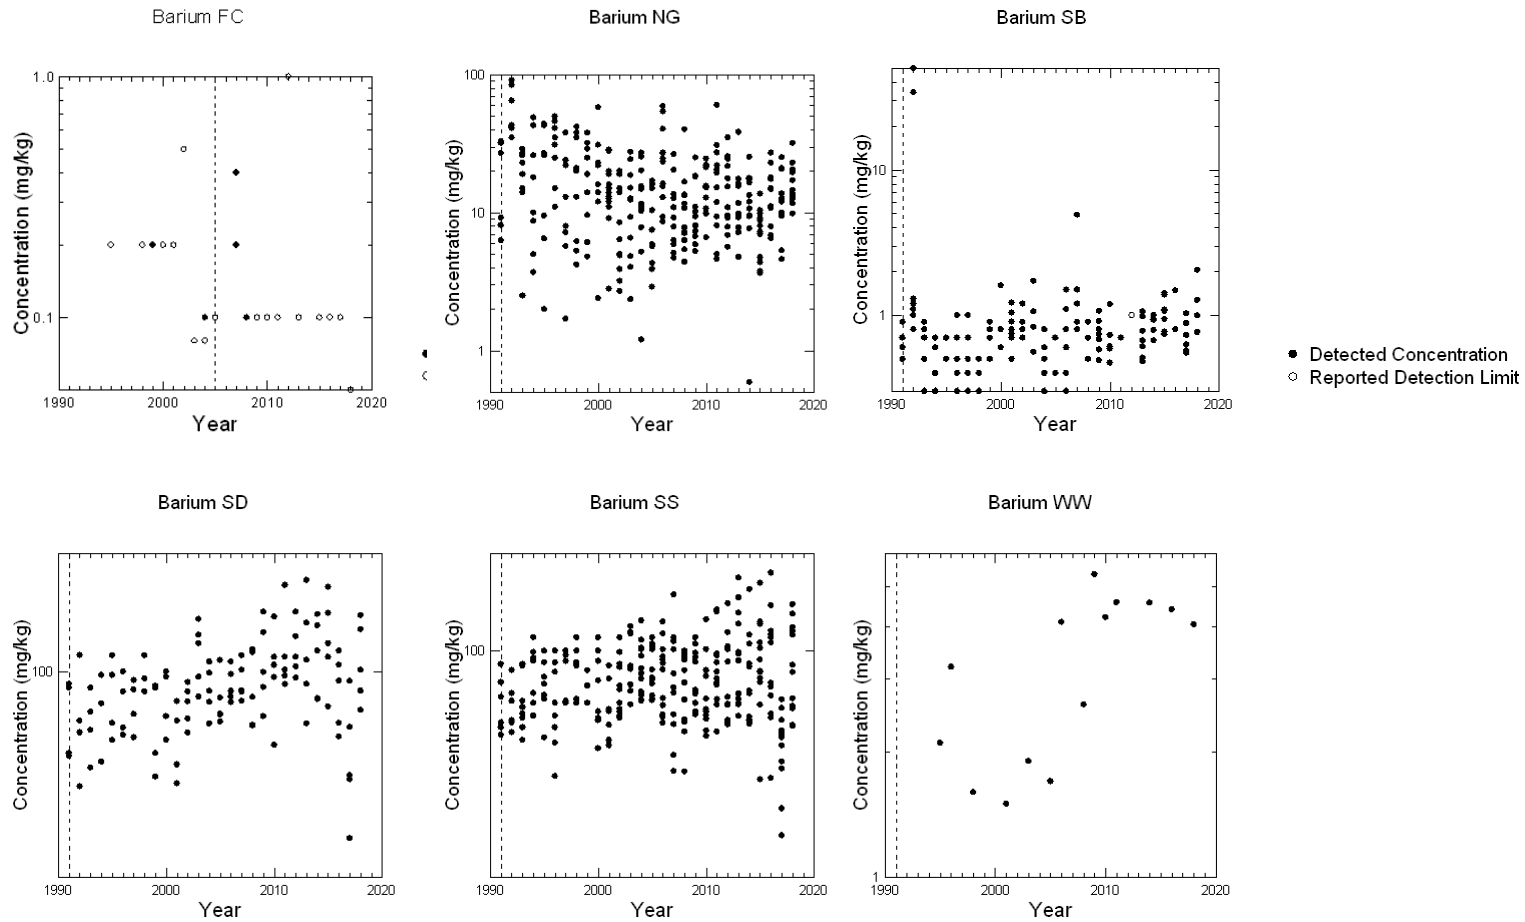 Barium FC
Barium NG
Barium SB
Concentration (mg/kg)
1.0
0.1
1990
2000
2010
2020
Year
Concentration (mg/kg)
100
10
1
1990
2000
2010
2020
Year
Concentration (mg/kg)
10
1
1990
2000
2010
2020
Year
Detected Concentration
Reported Detection Limit
Barium SD
Barium SS
Barium WW
Concentration (mg/kg)
100
1990
2000
2010
2020
Year
Concentration (mg/kg)
100
1990
2000
2010
2020
Year
Concentration (mg/kg)
1
1990
2000
2010
2020
Year